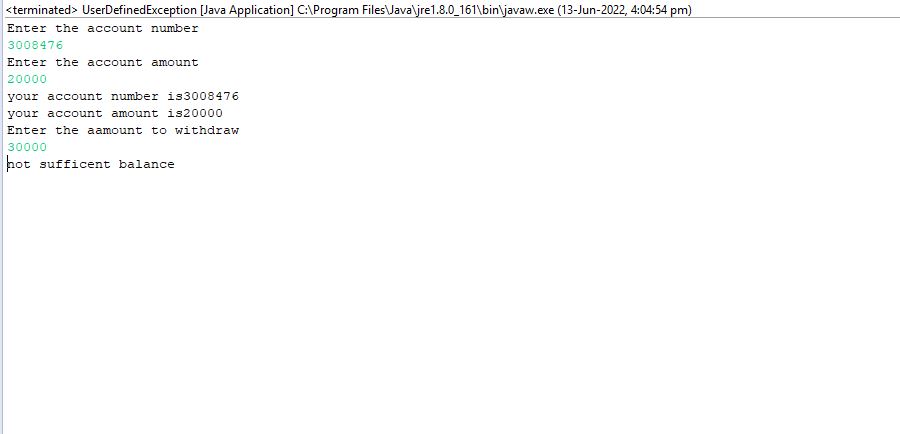 <terminated> UserDefinedException [Java Application] C:\Program Files\Java\jre1.8.0_161\bin\javaw.exe (13-Jun-2022, 4:04:54 pm)
Enter the account number
3008476
Enter the account amount
20000
your account number is3008476
your account amount is20000
Enter the aamount to withdraw
30000
not sufficent balance